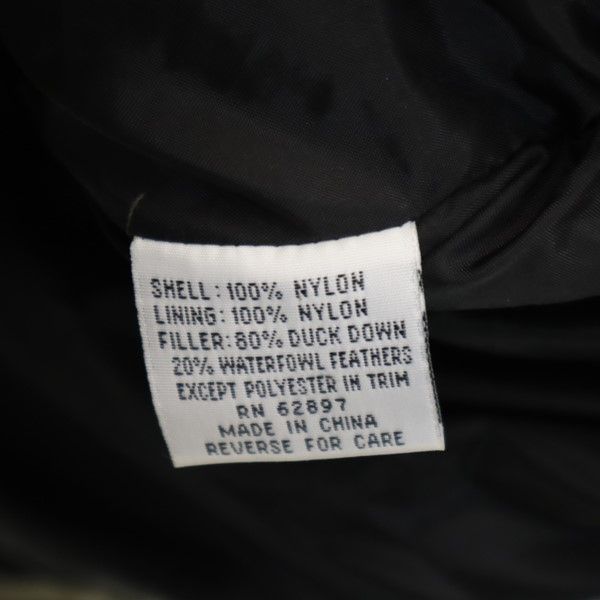 SHELL: 100% NYLON
LINING: 100% NYLON
FILLER: 80% DUCK DOWN
20% WATERFOWL FEATHERS
EXCEPT POLYESTER IN TRIM
RN 62897
MADE IN CHINA
REVERSE FOR CARE